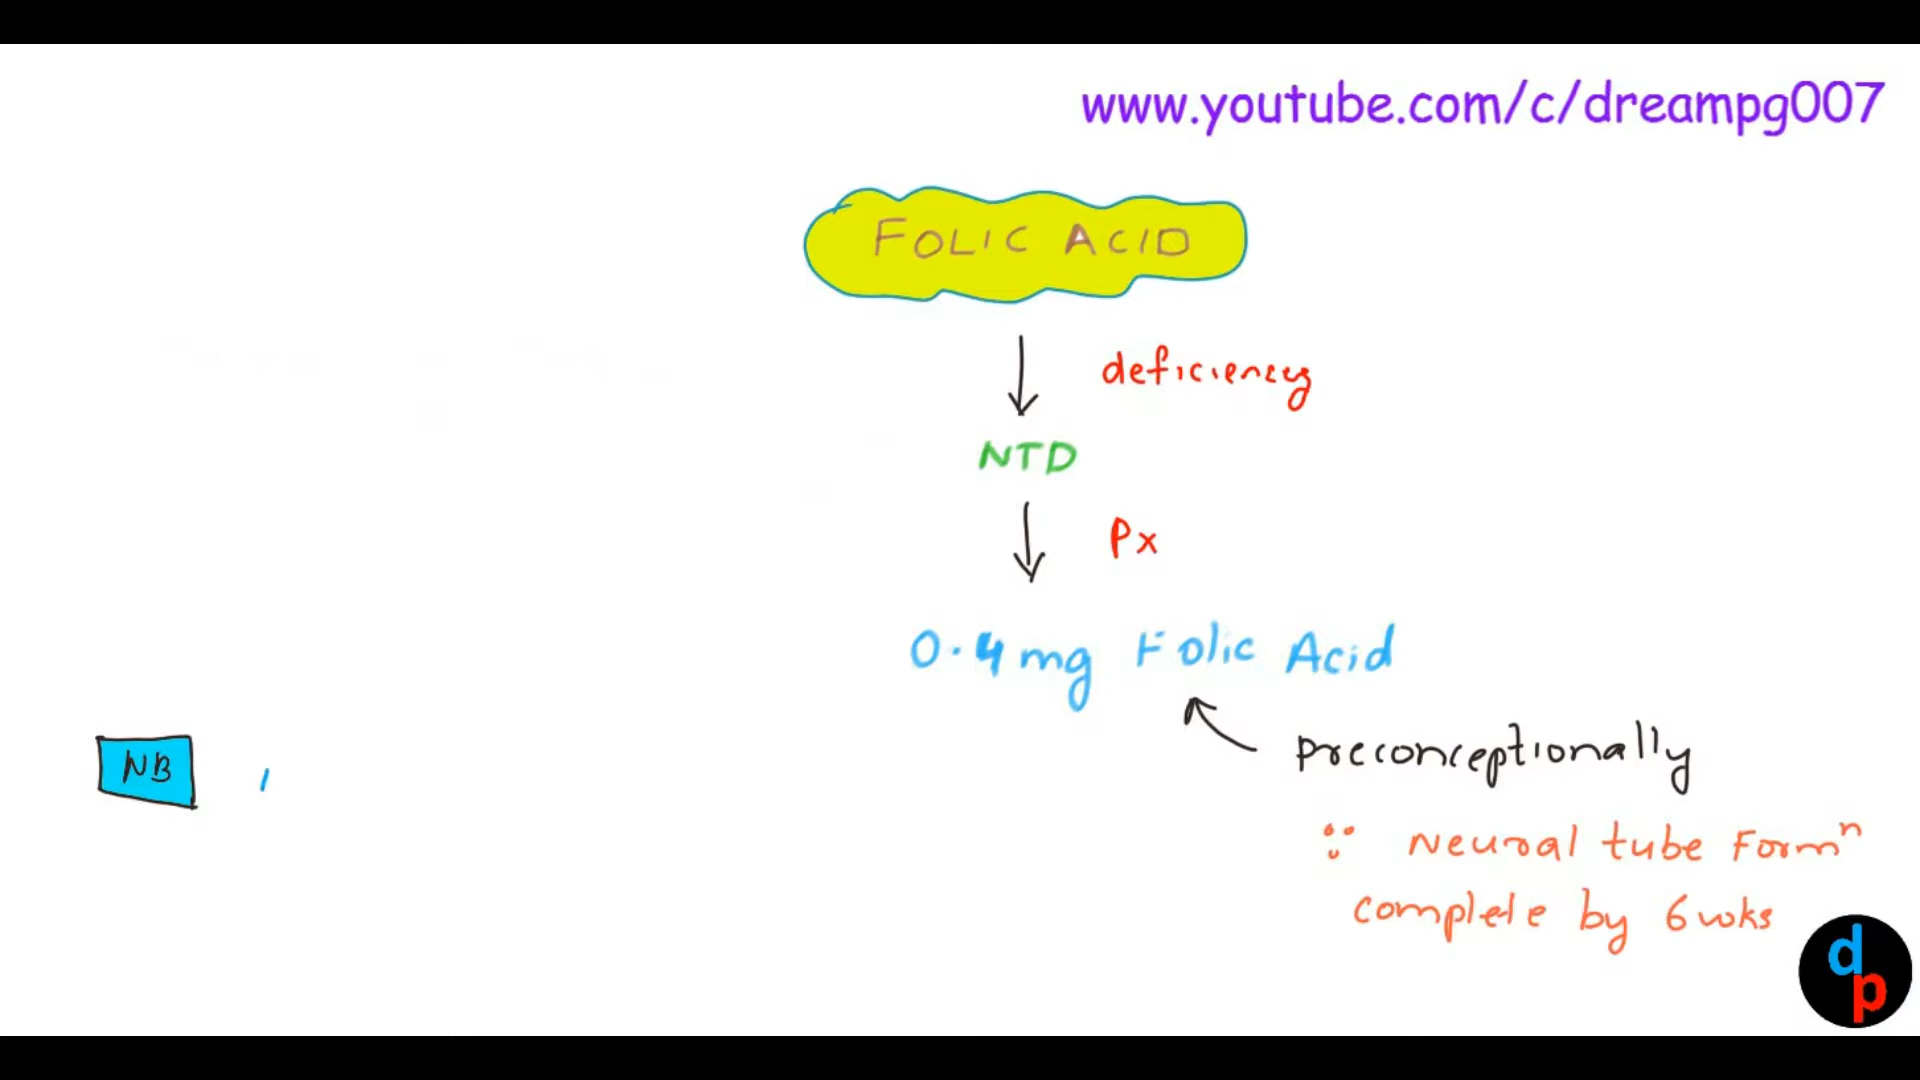 www.youtube.com/c/dreampg007
FOLIC ACID
deficiency
NTD
Px
0.4 mg Folic Acid
preconceptionally
NB
∵ Neural tube Formⁿ
complete by 6 wks
dp